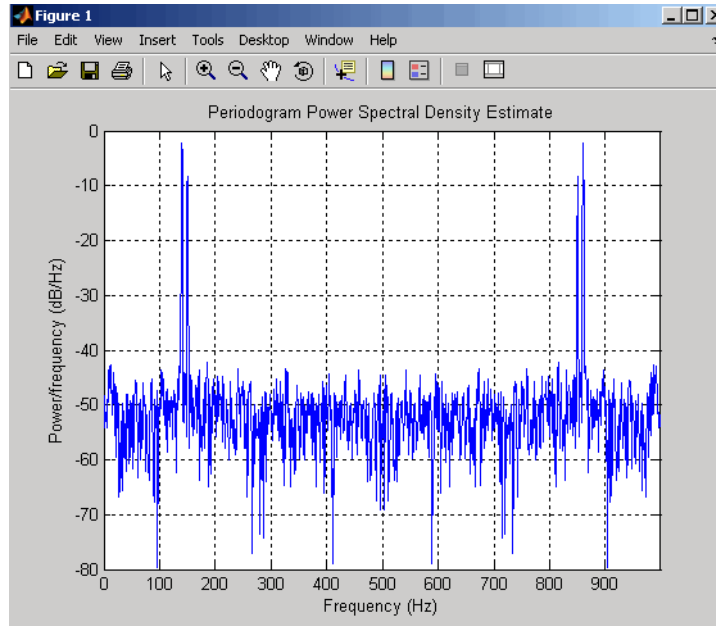 Figure 1
File Edit View Insert Tools Desktop Window Help
Periodogram Power Spectral Density Estimate
0
-10
-20
-30
-40
-50
-60
-70
-80
Power/frequency (dB/Hz)
0 100 200 300 400 500 600 700 800 900
Frequency (Hz)